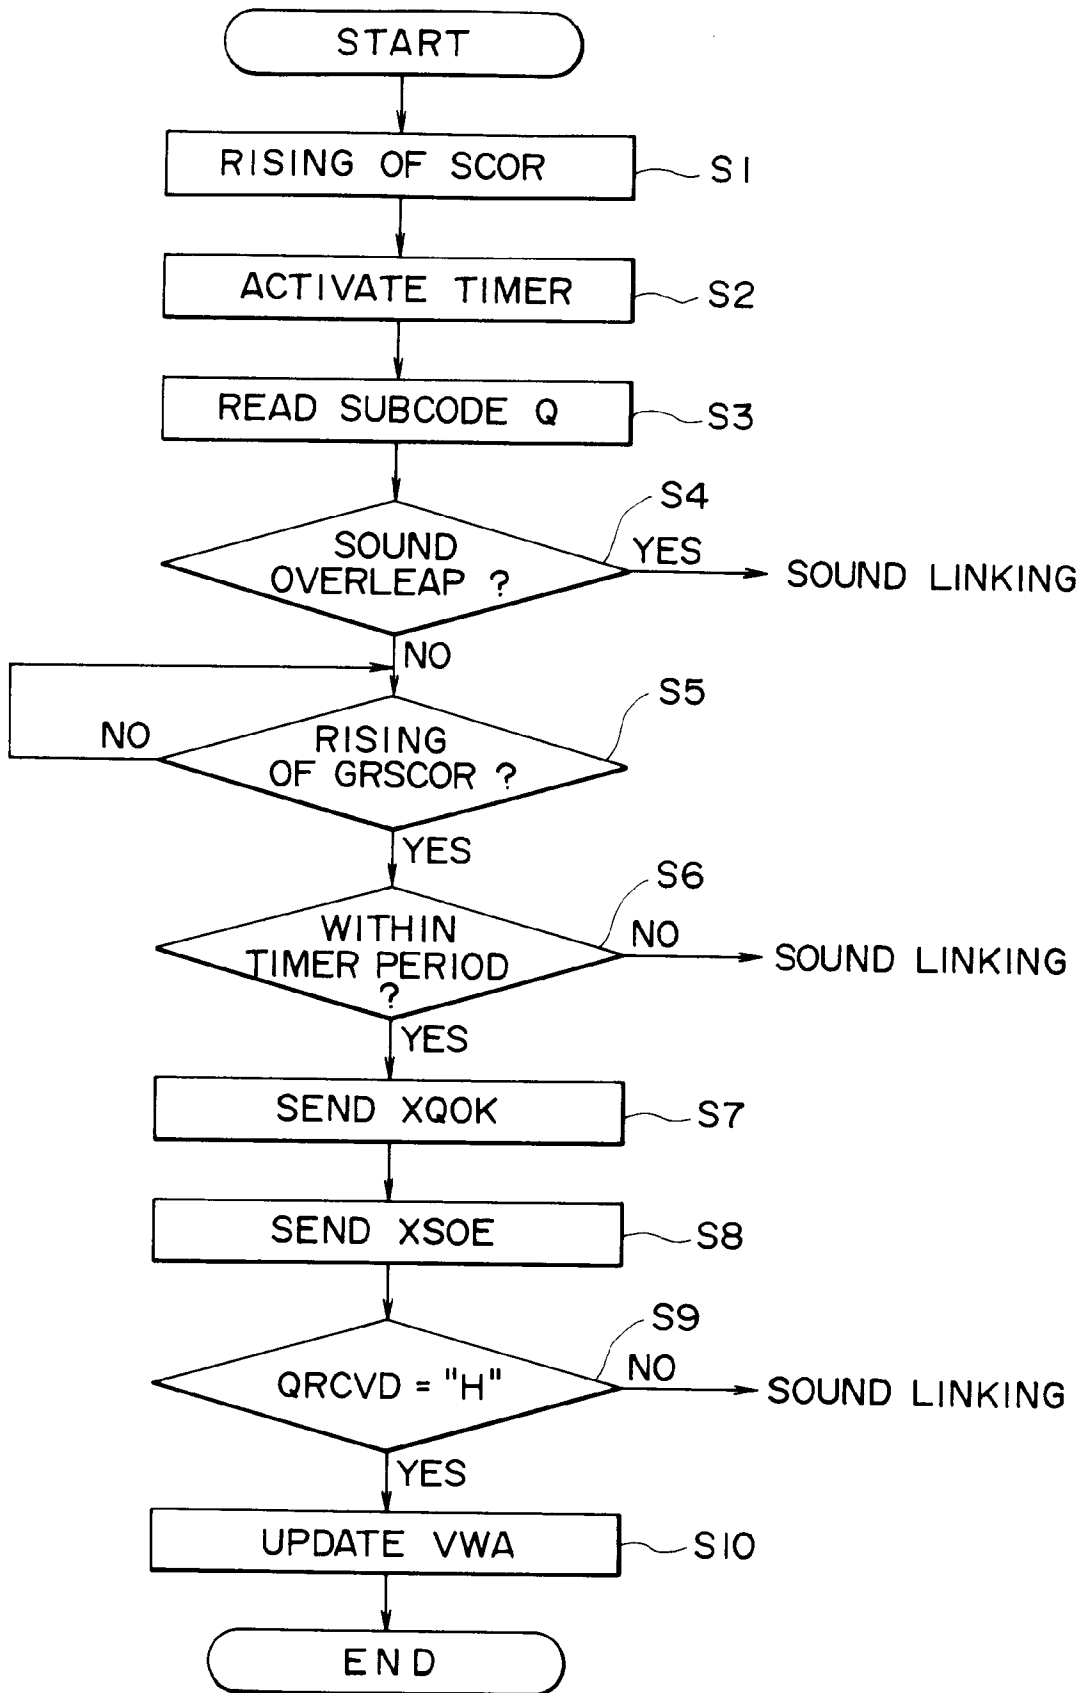 START
RISING OF SCOR
S1
ACTIVATE TIMER
S2
READ SUBCODE Q
S3
S4
SOUND
OVERLEAP ?
YES
SOUND LINKING
NO
S5
RISING
OF GRSCOR ?
NO
YES
S6
WITHIN
TIMER PERIOD
?
NO
SOUND LINKING
YES
SEND XQOK
S7
SEND XSOE
S8
S9
QRCVD = "H"
NO
SOUND LINKING
YES
UPDATE VWA
S10
END